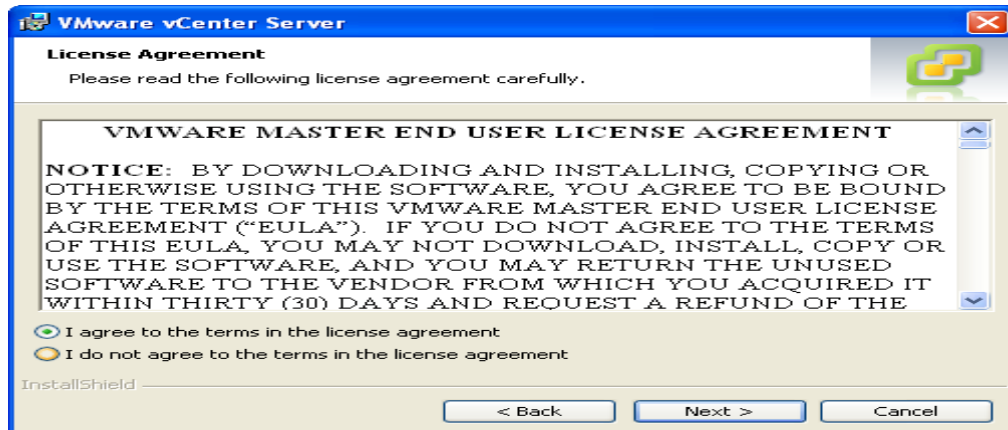 VMware vCenter Server
License Agreement
Please read the following license agreement carefully.
VMWARE MASTER END USER LICENSE AGREEMENT
NOTICE: BY DOWNLOADING AND INSTALLING, COPYING OR
OTHERWISE USING THE SOFTWARE, YOU AGREE TO BE BOUND
BY THE TERMS OF THIS VMWARE MASTER END USER LICENSE
AGREEMENT (“EULA”). IF YOU DO NOT AGREE TO THE TERMS
OF THIS EULA, YOU MAY NOT DOWNLOAD, INSTALL, COPY OR
USE THE SOFTWARE, AND YOU MAY RETURN THE UNUSED
SOFTWARE TO THE VENDOR FROM WHICH YOU ACQUIRED IT
WITHIN THIRTY (30) DAYS AND REQUEST A REFUND OF THE
I agree to the terms in the license agreement
I do not agree to the terms in the license agreement
InstallShield
< Back Next > Cancel